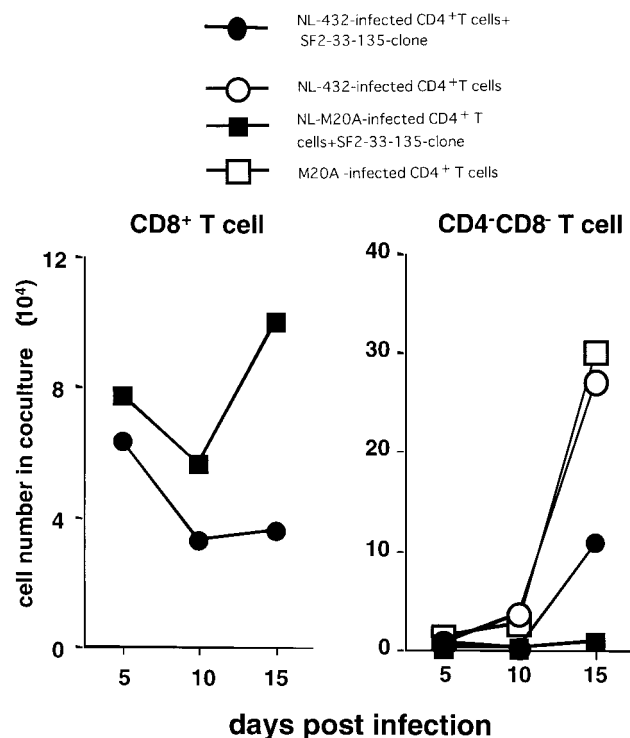 NL-432-infected CD4+T cells+
SF2-33-135-clone
NL-432-infected CD4+T cells
NL-M20A-infected CD4+ T
cells+SF2-33-135-clone
M20A -infected CD4+ T cells
CD8+ T cell
CD4-CD8- T cell
cell number in coculture (10⁴)
12
8
4
0
5
10
15
40
30
20
10
0
5
10
15
days post infection